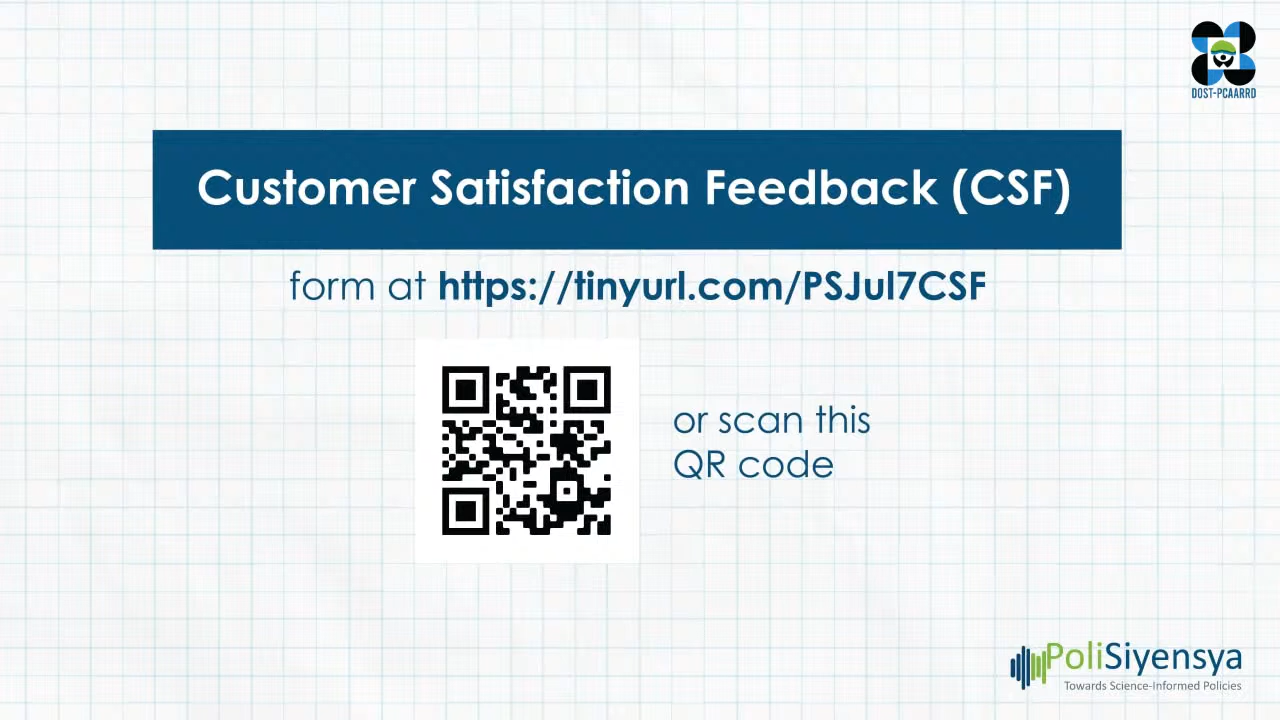 DOST-PCAARRD
Customer Satisfaction Feedback (CSF)
form at https://tinyurl.com/PSJul7CSF
or scan this
QR code
PoliSiyensya
Towards Science-Informed Policies